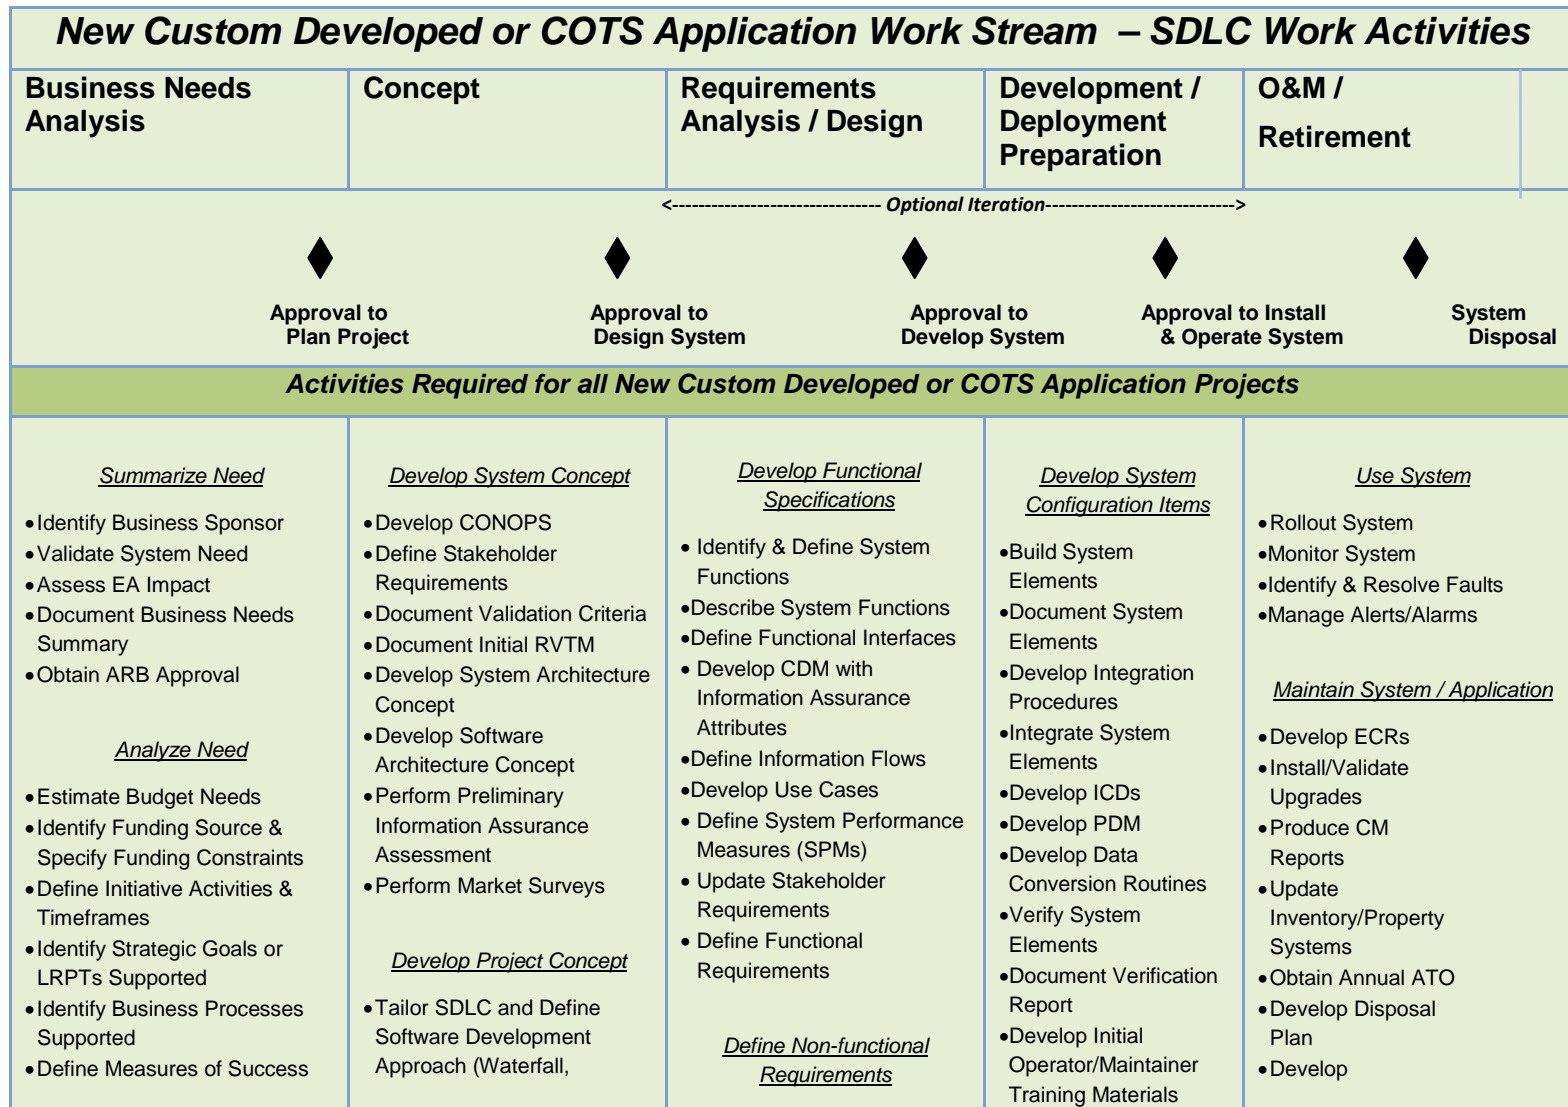 New Custom Developed or COTS Application Work Stream – SDLC Work Activities
Business Needs
Analysis
Concept
Requirements
Analysis / Design
Development /
Deployment
Preparation
O&M /
Retirement
<-------------------------------- Optional Iteration----------------------------->
Approval to
Plan Project
Approval to
Design System
Approval to
Develop System
Approval to Install
& Operate System
System
Disposal
Activities Required for all New Custom Developed or COTS Application Projects
Summarize Need
•Identify Business Sponsor
•Validate System Need
•Assess EA Impact
•Document Business Needs
Summary
•Obtain ARB Approval
Analyze Need
•Estimate Budget Needs
•Identify Funding Source &
Specify Funding Constraints
•Define Initiative Activities &
Timeframes
•Identify Strategic Goals or
LRPTs Supported
•Identify Business Processes
Supported
•Define Measures of Success
Develop System Concept
•Develop CONOPS
•Define Stakeholder
Requirements
•Document Validation Criteria
•Document Initial RVTM
•Develop System Architecture
Concept
•Develop Software
Architecture Concept
•Perform Preliminary
Information Assurance
Assessment
•Perform Market Surveys
Develop Project Concept
•Tailor SDLC and Define
Software Development
Approach (Waterfall,
Develop Functional
Specifications
• Identify & Define System
Functions
•Describe System Functions
•Define Functional Interfaces
• Develop CDM with
Information Assurance
Attributes
•Define Information Flows
•Develop Use Cases
• Define System Performance
Measures (SPMs)
• Update Stakeholder
Requirements
• Define Functional
Requirements
Define Non-functional
Requirements
Develop System
Configuration Items
•Build System
Elements
•Document System
Elements
•Develop Integration
Procedures
•Integrate System
Elements
•Develop ICDs
•Develop PDM
•Develop Data
Conversion Routines
•Verify System
Elements
•Document Verification
Report
•Develop Initial
Operator/Maintainer
Training Materials
Use System
•Rollout System
•Monitor System
•Identify & Resolve Faults
•Manage Alerts/Alarms
Maintain System / Application
•Develop ECRs
•Install/Validate
Upgrades
•Produce CM
Reports
•Update
Inventory/Property
Systems
•Obtain Annual ATO
•Develop Disposal
Plan
•Develop